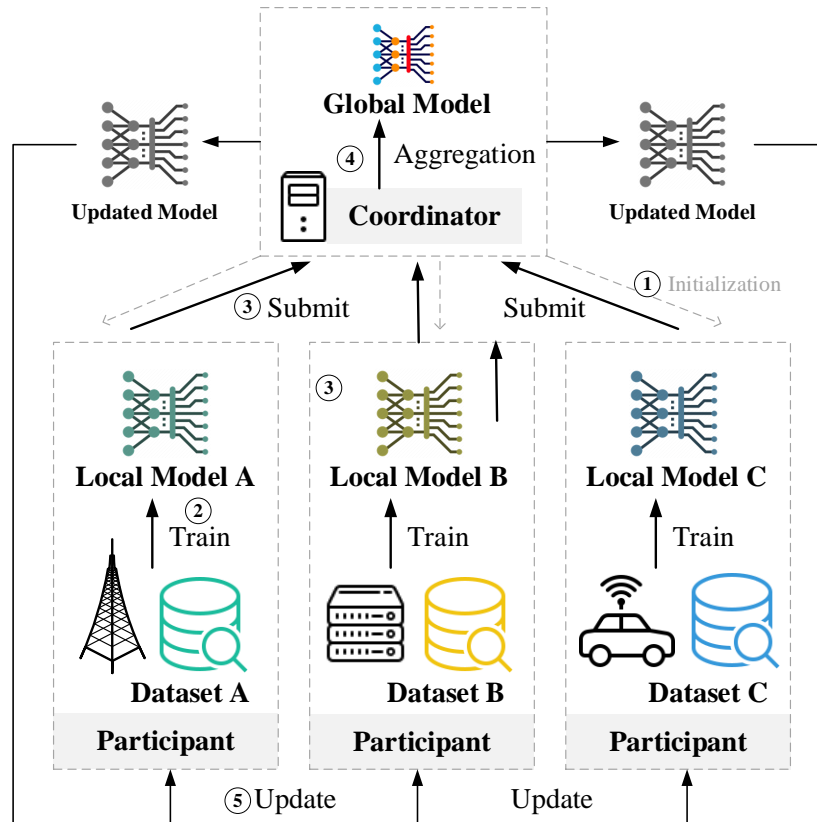 Global Model
④ Aggregation
Updated Model
Coordinator
Updated Model
① Initialization
③ Submit
Submit
③
Local Model A
Local Model B
Local Model C
②
Train
Train
Train
Dataset A
Dataset B
Dataset C
Participant
Participant
Participant
⑤ Update
Update